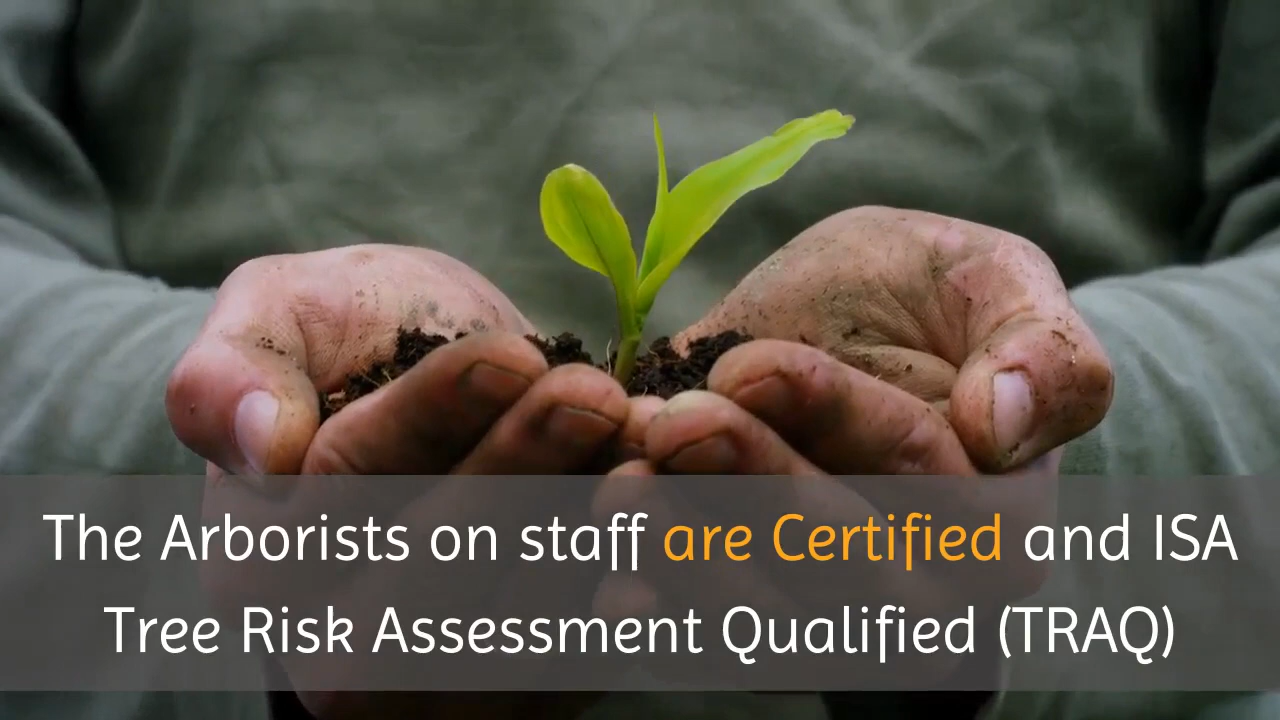 The Arborists on staff are Certified and ISA
Tree Risk Assessment Qualified (TRAQ)